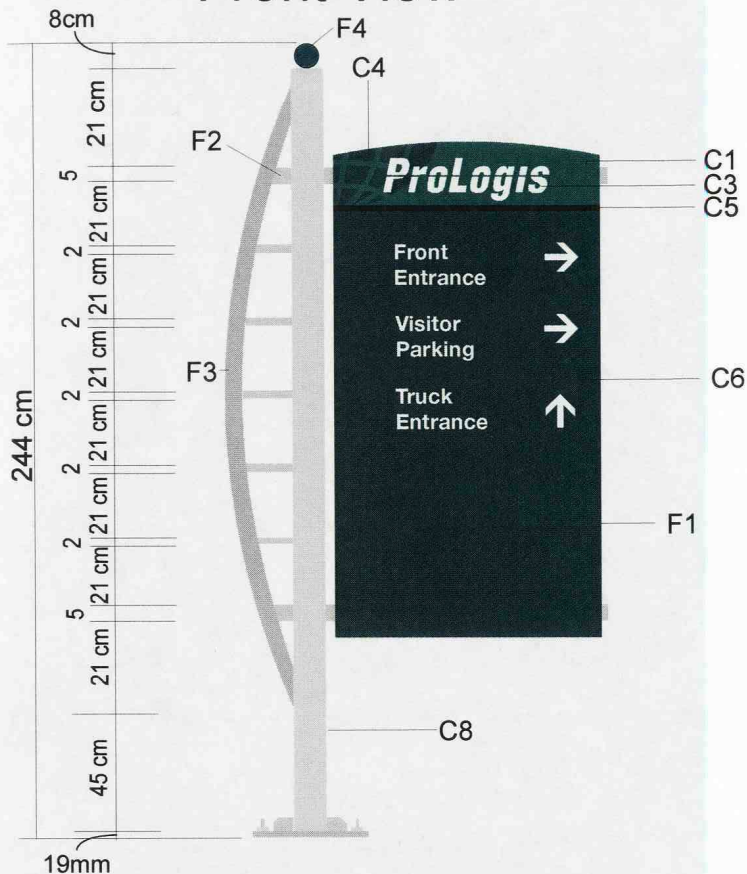 8cm
F4
C4
21 cm
F2
C1
ProLogis
C3
5
C5
21 cm
Front
Entrance
2
21 cm
Visitor
Parking
2
21 cm
F3
C6
2
Truck
Entrance
244 cm
21 cm
2
21 cm
F1
2
21 cm
5
21 cm
C8
45 cm
19mm